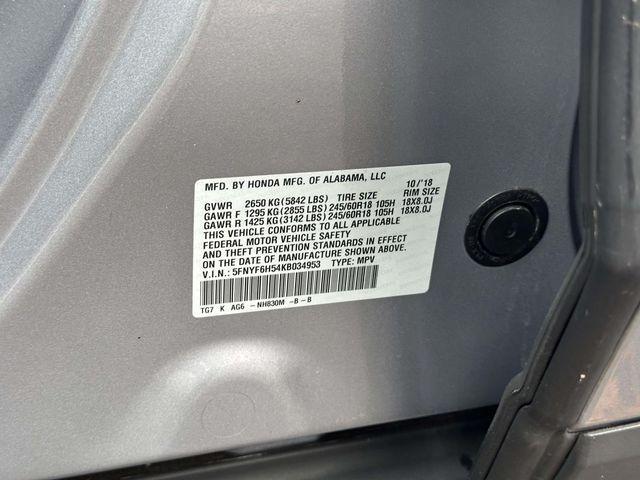 MFD. BY HONDA MFG. OF ALABAMA, LLC 10/'18
GVWR 2650 KG (5842 LBS) TIRE SIZE RIM SIZE
GAWR F 1295 KG (2855 LBS) 245/60R18 105H 18X8.0J
GAWR R 1425 KG (3142 LBS) 245/60R18 105H 18X8.0J
THIS VEHICLE CONFORMS TO ALL APPLICABLE
FEDERAL MOTOR VEHICLE SAFETY
AND THEFT PREVENTION STANDARDS IN EFFECT
ON THE DATE OF MANUFACTURE SHOWN ABOVE.
V.I.N.: 5FNYF6H54KB034953 TYPE: MPV
TG7 K AG6 - NH830M -B - B